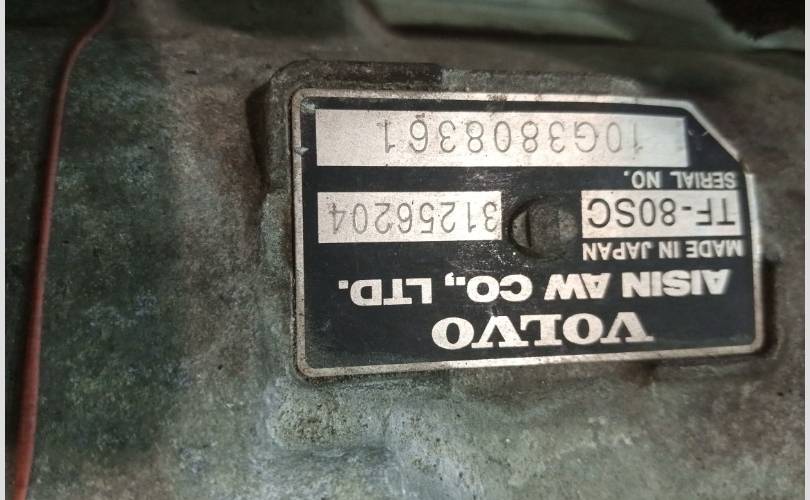 VOLVO
AISIN AW CO., LTD.
MADE IN JAPAN
TF-80SC 31256204
SERIAL NO.
10G3808361